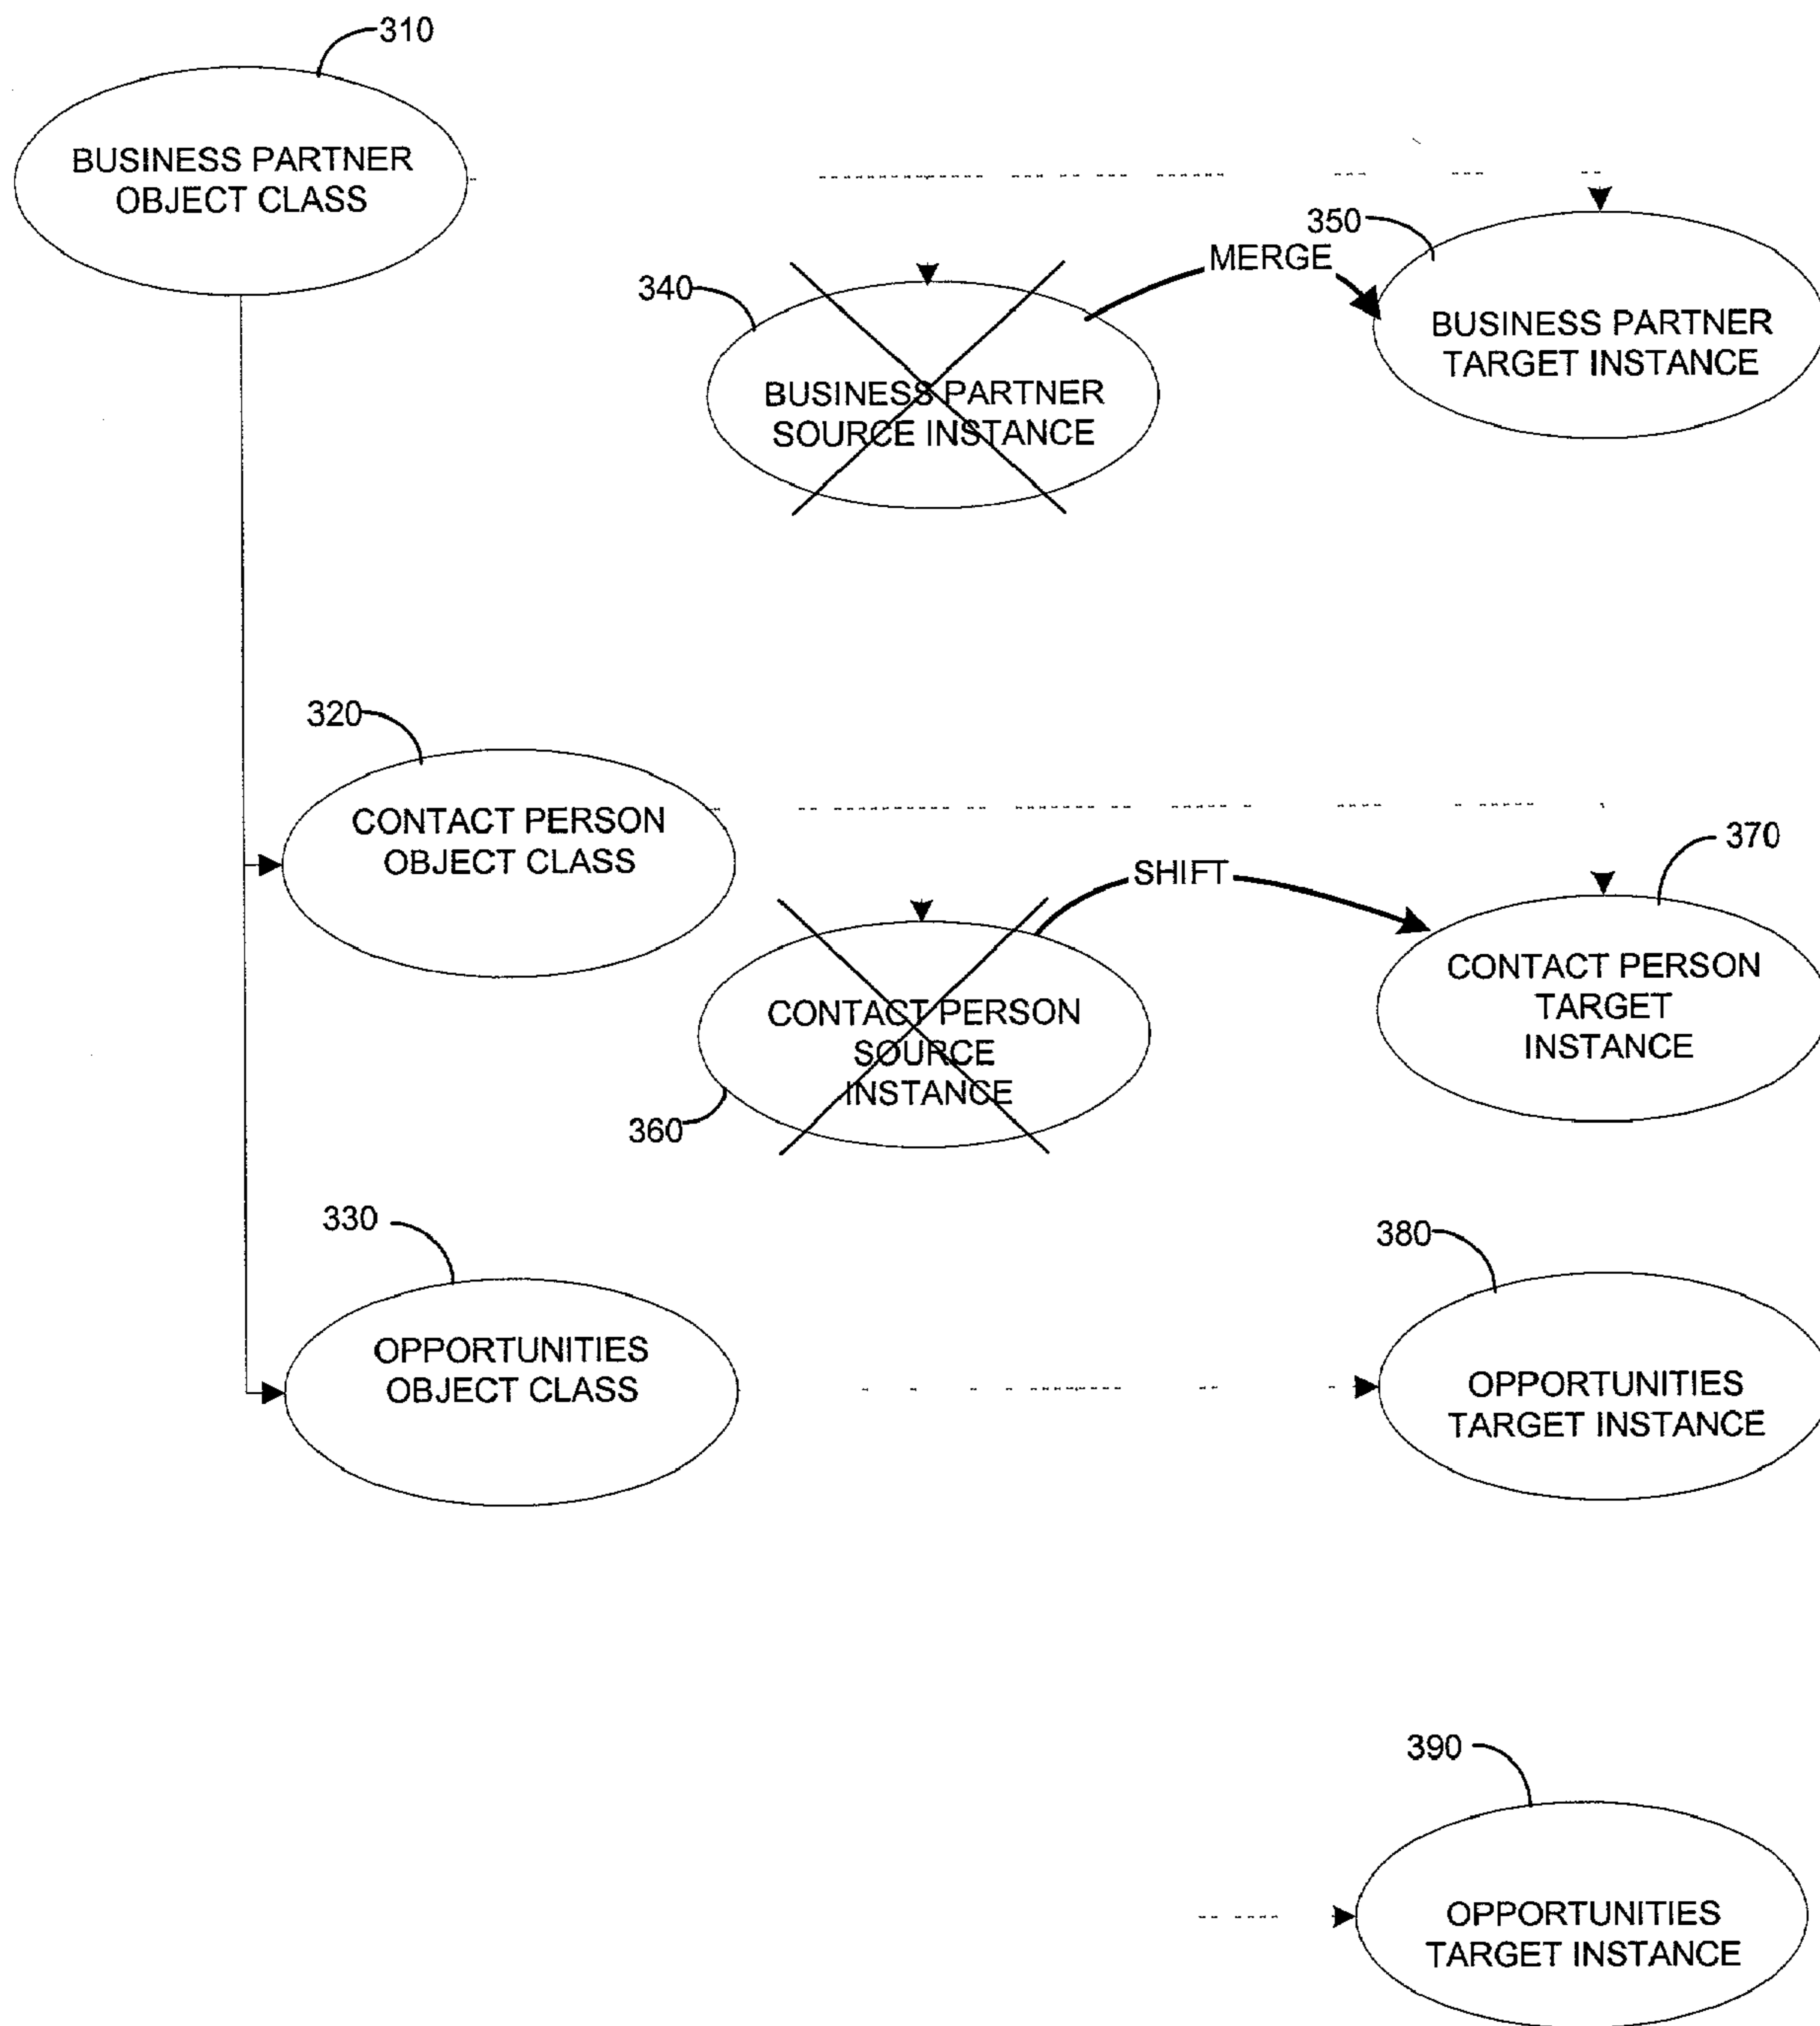 310
BUSINESS PARTNER
OBJECT CLASS
350
MERGE
340
BUSINESS PARTNER
TARGET INSTANCE
BUSINESS PARTNER
SOURCE INSTANCE
320
CONTACT PERSON
OBJECT CLASS
370
SHIFT
CONTACT PERSON
TARGET
INSTANCE
CONTACT PERSON
SOURCE
INSTANCE
360
330
380
OPPORTUNITIES
OBJECT CLASS
OPPORTUNITIES
TARGET INSTANCE
390
OPPORTUNITIES
TARGET INSTANCE